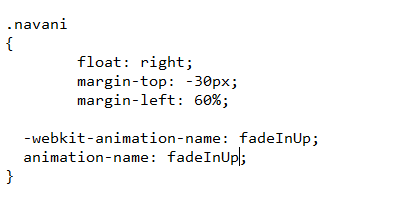 .navani
{
float: right;
margin-top: -30px;
margin-left: 60%;
-webkit-animation-name: fadeInUp;
animation-name: fadeInUp;
}